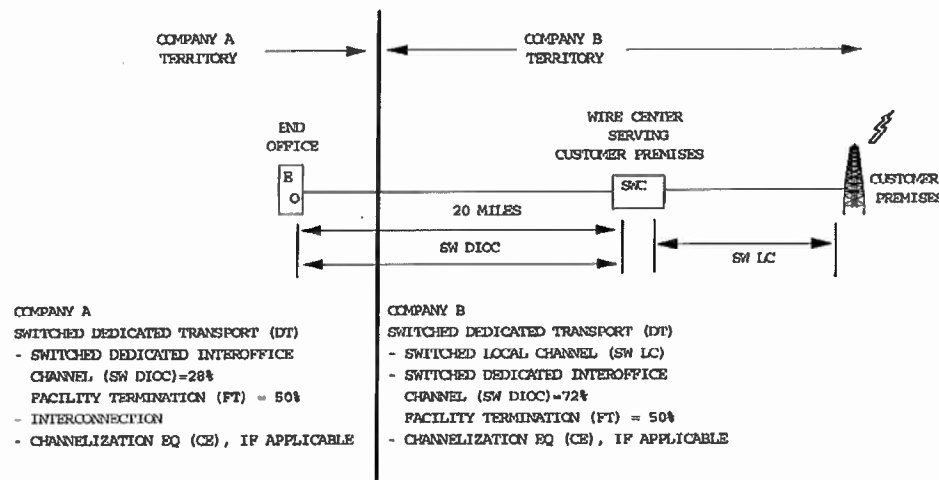 COMPANY A
TERRITORY
COMPANY B
TERRITORY
END
OFFICE
WIRE CENTER
SERVING
CUSTOMER PREMISES
E
O
SWC
CUSTOMER
PREMISES
20 MILES
SW DIOC
SW LC
COMPANY A
SWITCHED DEDICATED TRANSPORT (DT)
- SWITCHED DEDICATED INTEROFFICE
CHANNEL (SW DIOC)=28%
FACILITY TERMINATION (FT) = 50%
- INTERCONNECTION
- CHANNELIZATION EQ (CE), IF APPLICABLE
COMPANY B
SWITCHED DEDICATED TRANSPORT (DT)
- SWITCHED LOCAL CHANNEL (SW LC)
- SWITCHED DEDICATED INTEROFFICE
CHANNEL (SW DIOC)=72%
FACILITY TERMINATION (FT) = 50%
- CHANNELIZATION EQ (CE), IF APPLICABLE